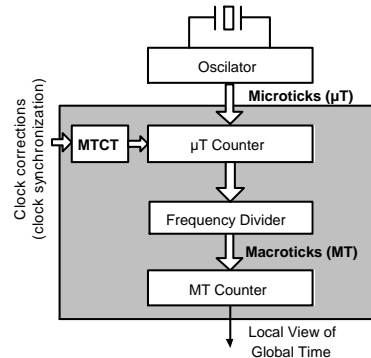 Oscilator
Microticks (µT)
Clock corrections
(clock synchronization)
MTCT
µT Counter
Frequency Divider
Macroticks (MT)
MT Counter
Local View of
Global Time